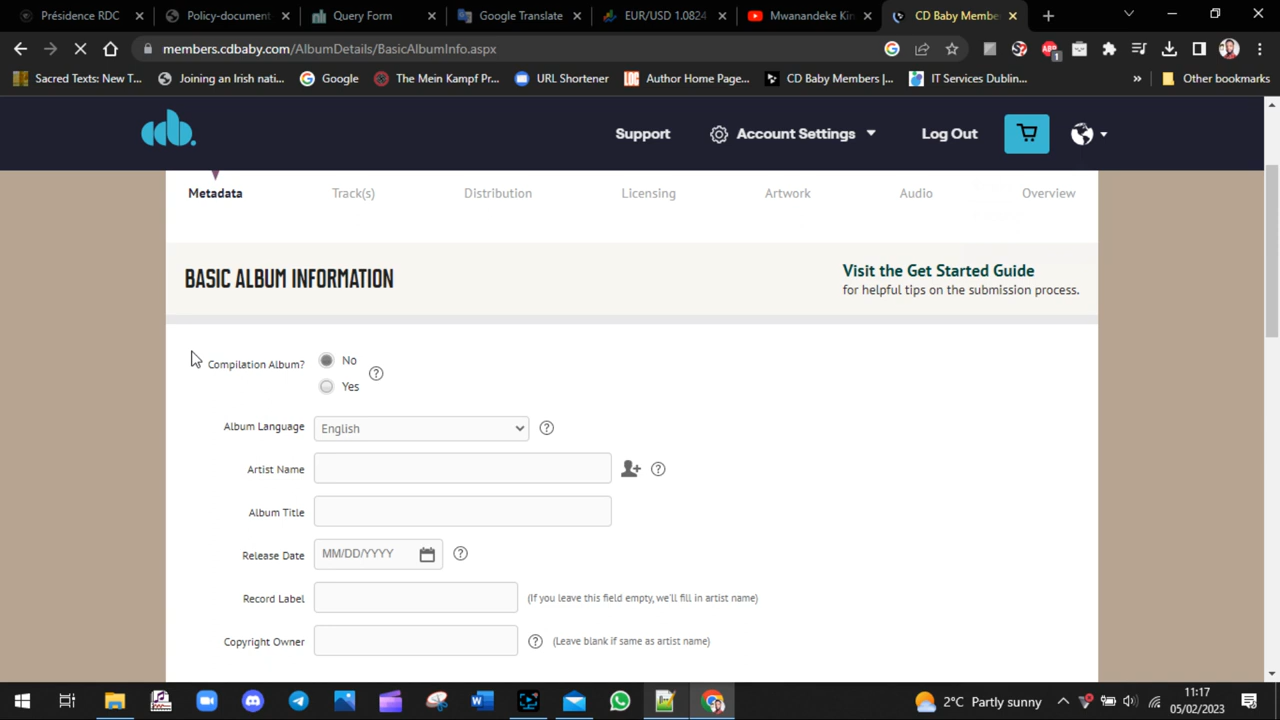 Présidence RDC
Policy-document
Query Form
Google Translate
EUR/USD 1.0824
Mwanandeke Kin
CD Baby Membe
members.cdbaby.com/AlbumDetails/BasicAlbumInfo.aspx
1
Sacred Texts: New T...
Joining an Irish nati...
Google
The Mein Kampf Pr...
URL Shortener
Author Home Page...
CD Baby Members |...
IT Services Dublin...
»
Other bookmarks
Support
Account Settings
Log Out
Metadata
Track(s)
Distribution
Licensing
Artwork
Audio
Overview
BASIC ALBUM INFORMATION
Visit the Get Started Guide
for helpful tips on the submission process.
Compilation Album?
No
Yes
Album Language
English
Artist Name
Album Title
Release Date
MM/DD/YYYY
Record Label
(If you leave this field empty, we'll fill in artist name)
Copyright Owner
(Leave blank if same as artist name)
2°C Partly sunny
11:17
05/02/2023